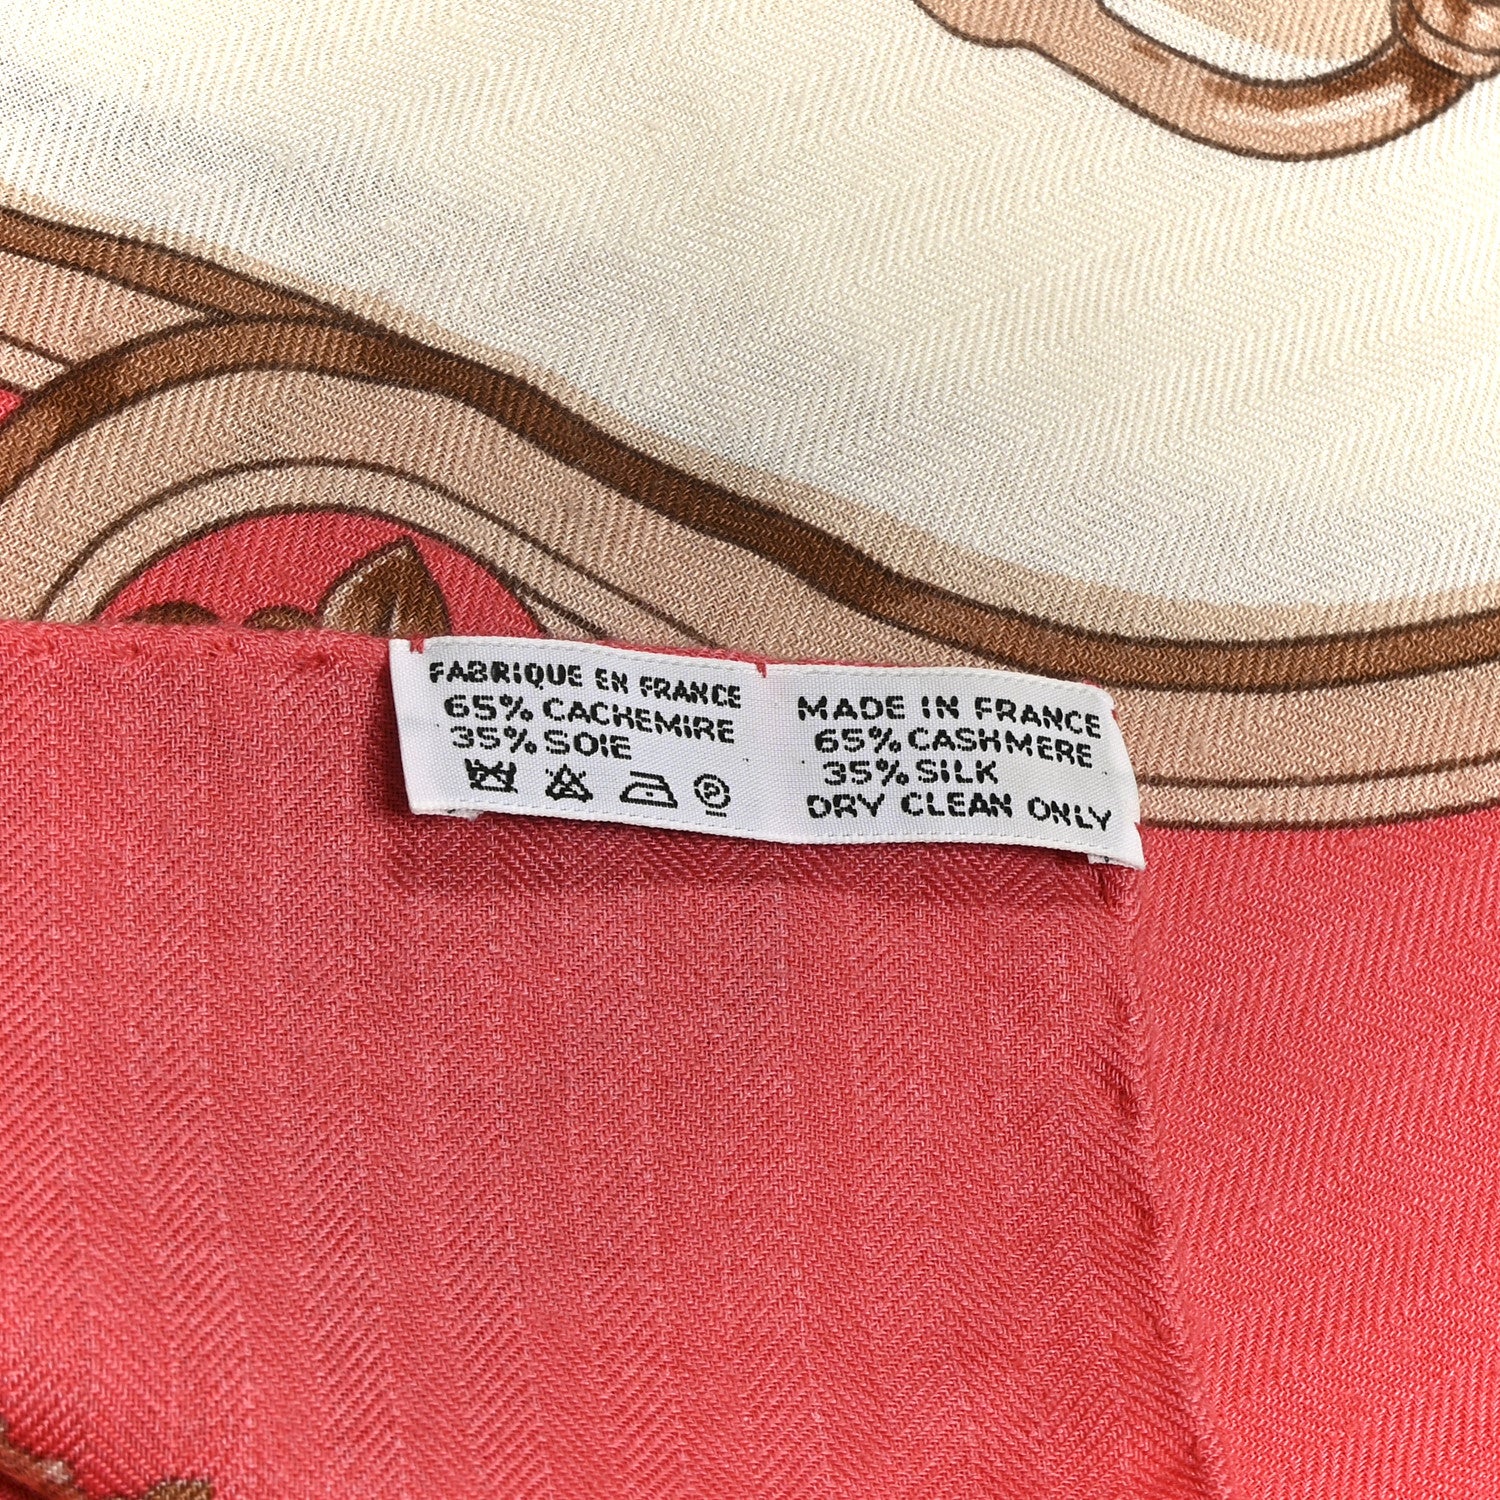 FABRIQUE EN FRANCE
65% CACHEMIRE
35% SOIE
P
MADE IN FRANCE
65% CASHMERE
35% SILK
DRY CLEAN ONLY